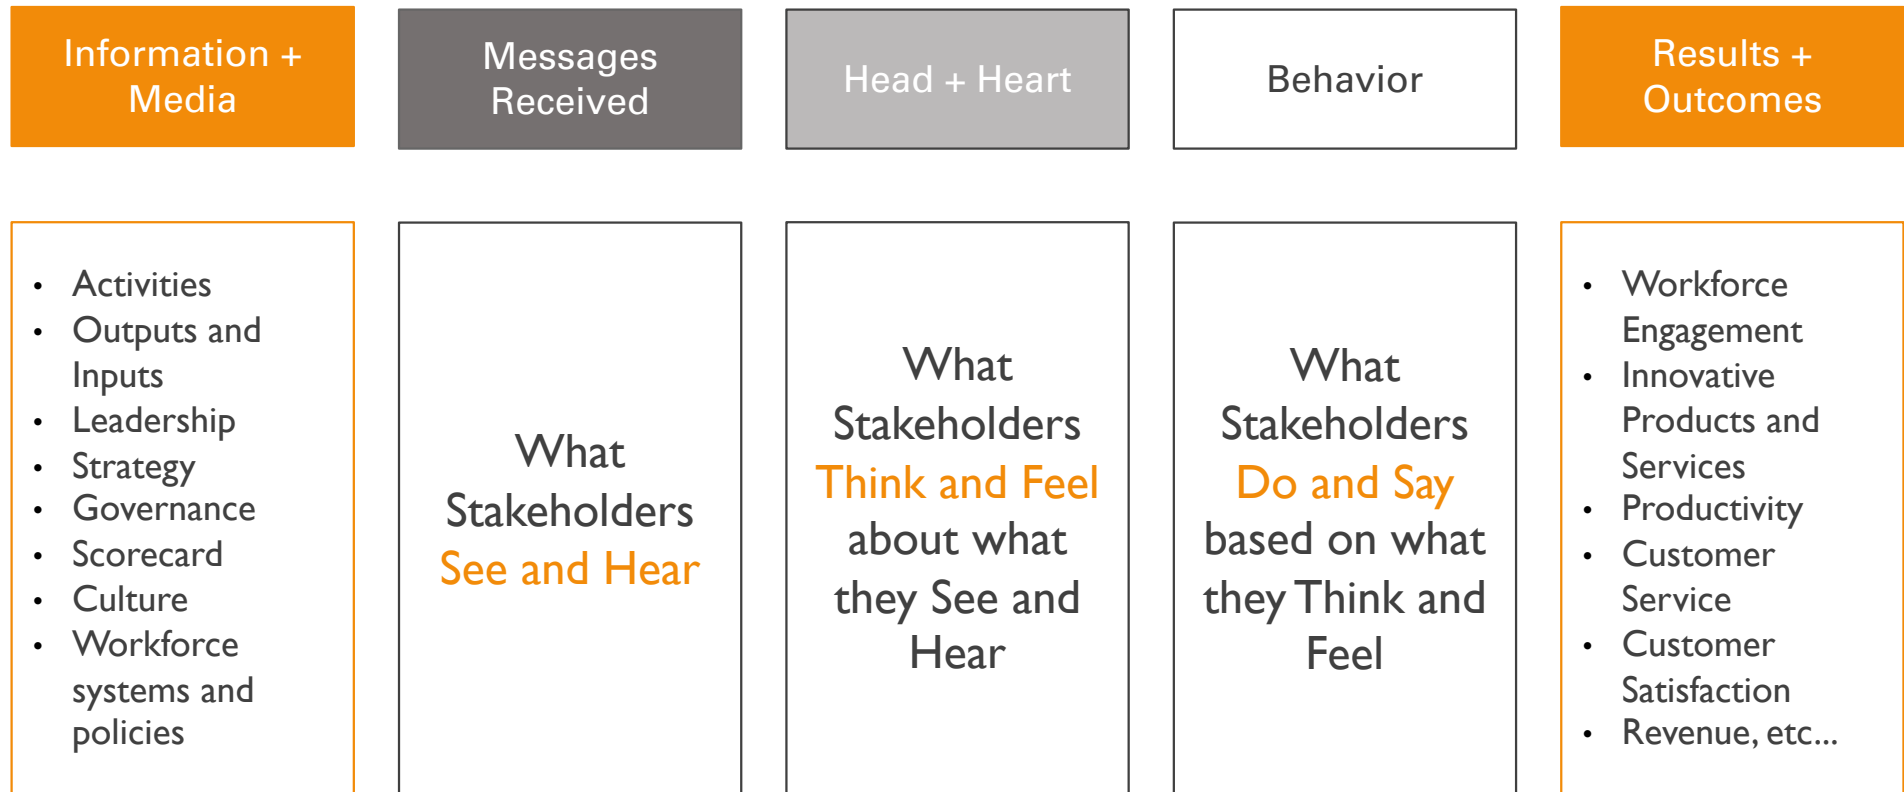 Information +
Media
Messages
Received
Head + Heart
Behavior
Results +
Outcomes
• Activities
• Outputs and
Inputs
• Leadership
• Strategy
• Governance
• Scorecard
• Culture
• Workforce
systems and
policies
What
Stakeholders
See and Hear
What
Stakeholders
Think and Feel
about what
they See and
Hear
What
Stakeholders
Do and Say
based on what
they Think and
Feel
• Workforce
Engagement
• Innovative
Products and
Services
• Productivity
• Customer
Service
• Customer
Satisfaction
• Revenue, etc...